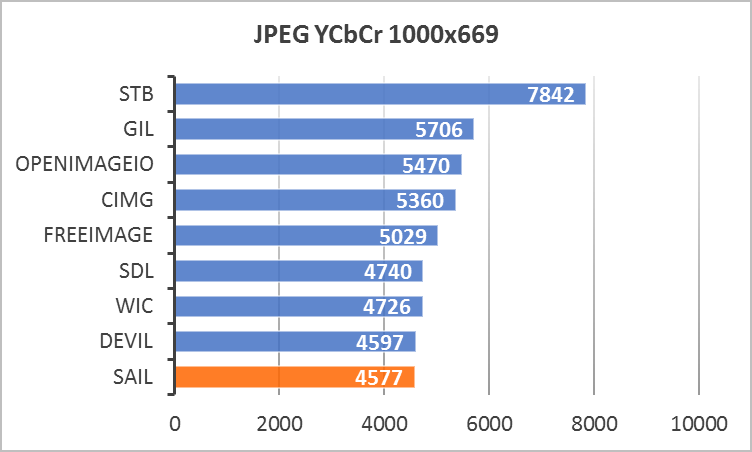 JPEG YCbCr 1000x669
STB 7842
GIL 5706
OPENIMAGEIO 5470
CIMG 5360
FREEIMAGE 5029
SDL 4740
WIC 4726
DEVIL 4597
SAIL 4577
0 2000 4000 6000 8000 10000